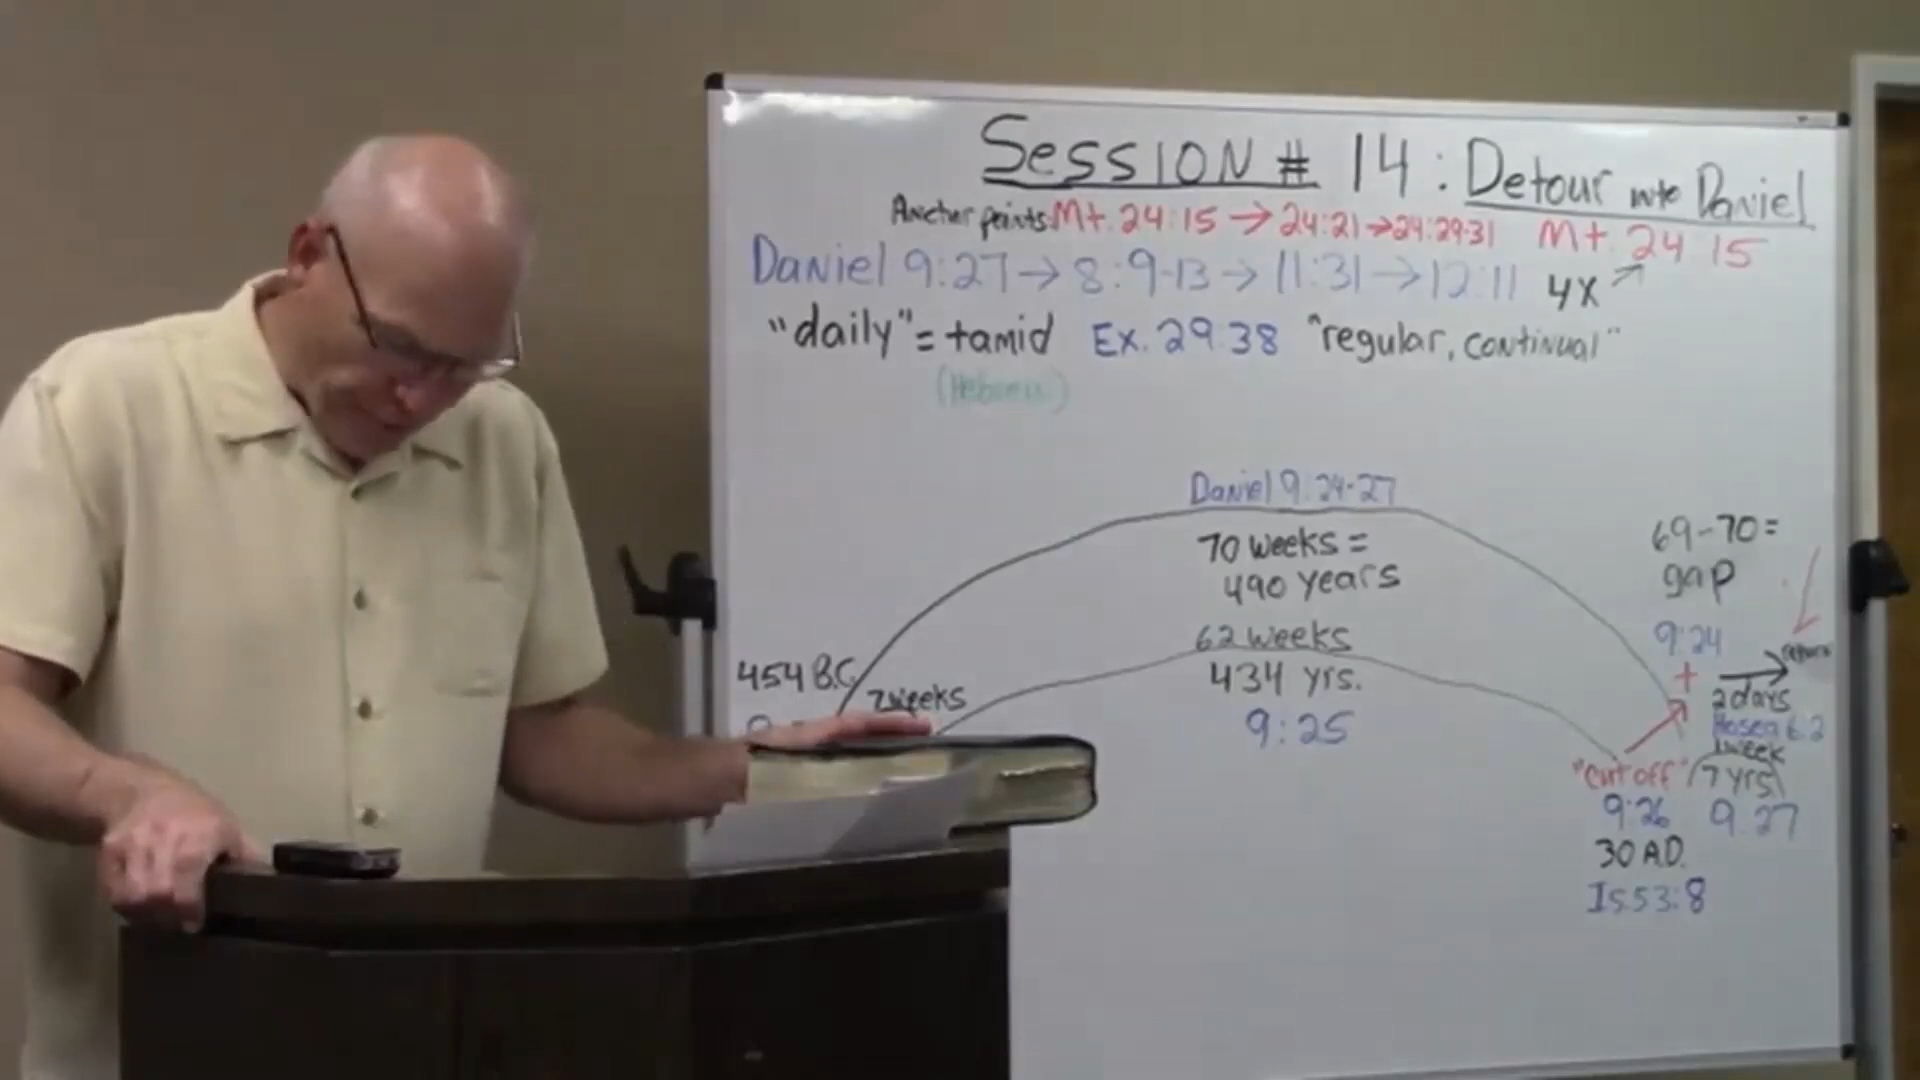 Session # 14: Detour into Daniel
Anchor points: Mt. 24:15 → 24:21 → 24:29-31 Mt. 24 15
Daniel 9:27 → 8:9-13 → 11:31 → 12:11 4X
"daily" = tamid Ex. 29:38 "regular, continual"
(Hebrew)
Daniel 9:24-27
70 weeks =
490 years
62 weeks
434 yrs.
9:25
454 B.C.
7 weeks
69-70 =
gap
9:24
2 days
Hosea 6:2
1 week
"cut off" 7 yrs
9:26 9:27
30 A.D.
Is 53:8